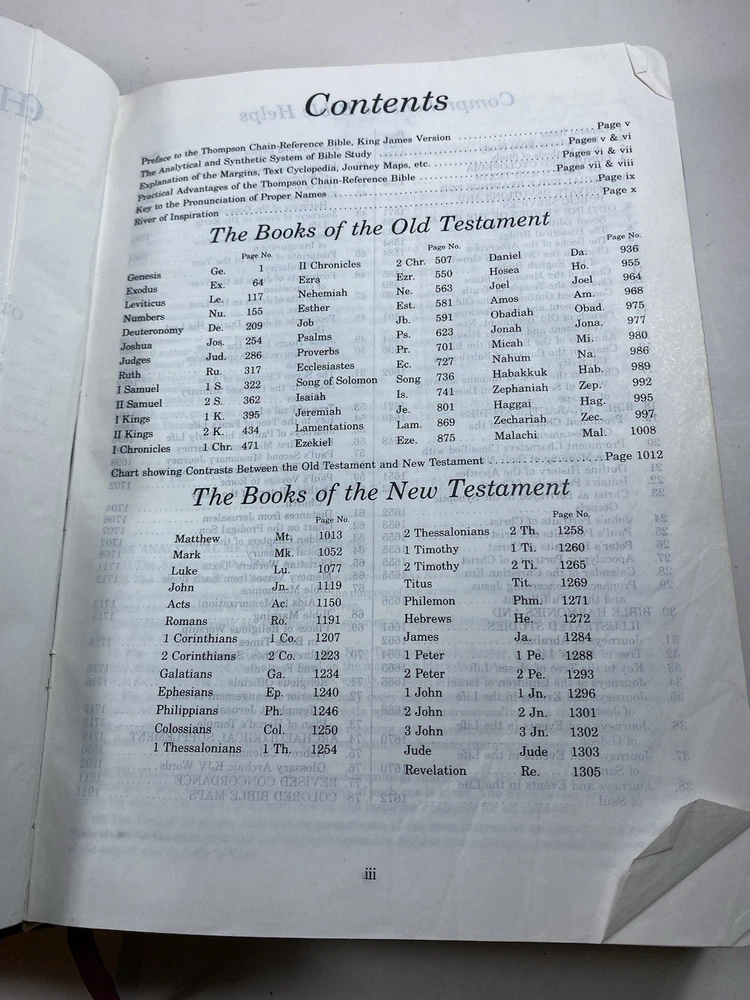 Contents
Preface to the Thompson Chain-Reference Bible, King James Version Page v
The Analytical and Synthetic System of Bible Study Pages v & vi
Explanation of the Margins, Text Cyclopedia, Journey Maps, etc. Pages vi & vii
Practical Advantages of the Thompson Chain-Reference Bible Pages vii & viii
Key to the Pronunciation of Proper Names Page ix
River of Inspiration Page x
The Books of the Old Testament
Page No.
Genesis Ge. 1
Exodus Ex. 64
Leviticus Le. 117
Numbers Nu. 155
Deuteronomy De. 209
Joshua Jos. 254
Judges Jud. 286
Ruth Ru. 317
I Samuel 1 S. 322
II Samuel 2 S. 362
I Kings 1 K. 395
II Kings 2 K. 434
I Chronicles 1 Chr. 471
Page No.
II Chronicles 2 Chr. 507
Ezra Ezr. 550
Nehemiah Ne. 563
Esther Est. 581
Job Jb. 591
Psalms Ps. 623
Proverbs Pr. 701
Ecclesiastes Ec. 727
Song of Solomon Song 736
Isaiah Is. 741
Jeremiah Je. 801
Lamentations Lam. 869
Ezekiel Eze. 875
Page No.
Daniel Da. 936
Hosea Ho. 955
Joel Joel 964
Amos Am. 968
Obadiah Obad. 975
Jonah Jona. 977
Micah Mi. 980
Nahum Na. 986
Habakkuk Hab. 989
Zephaniah Zep. 992
Haggai Hag. 995
Zechariah Zec. 997
Malachi Mal. 1008
Chart showing Contrasts Between the Old Testament and New Testament Page 1012
The Books of the New Testament
Page No.
Matthew Mt. 1013
Mark Mk. 1052
Luke Lu. 1077
John Jn. 1119
Acts Ac. 1150
Romans Ro. 1191
1 Corinthians 1 Co. 1207
2 Corinthians 2 Co. 1223
Galatians Ga. 1234
Ephesians Ep. 1240
Philippians Ph. 1246
Colossians Col. 1250
1 Thessalonians 1 Th. 1254
Page No.
2 Thessalonians 2 Th. 1258
1 Timothy 1 Ti. 1260
2 Timothy 2 Ti. 1265
Titus Tit. 1269
Philemon Phm. 1271
Hebrews He. 1272
James Ja. 1284
1 Peter 1 Pe. 1288
2 Peter 2 Pe. 1293
1 John 1 Jn. 1296
2 John 2 Jn. 1301
3 John 3 Jn. 1302
Jude Jude 1303
Revelation Re. 1305
iii